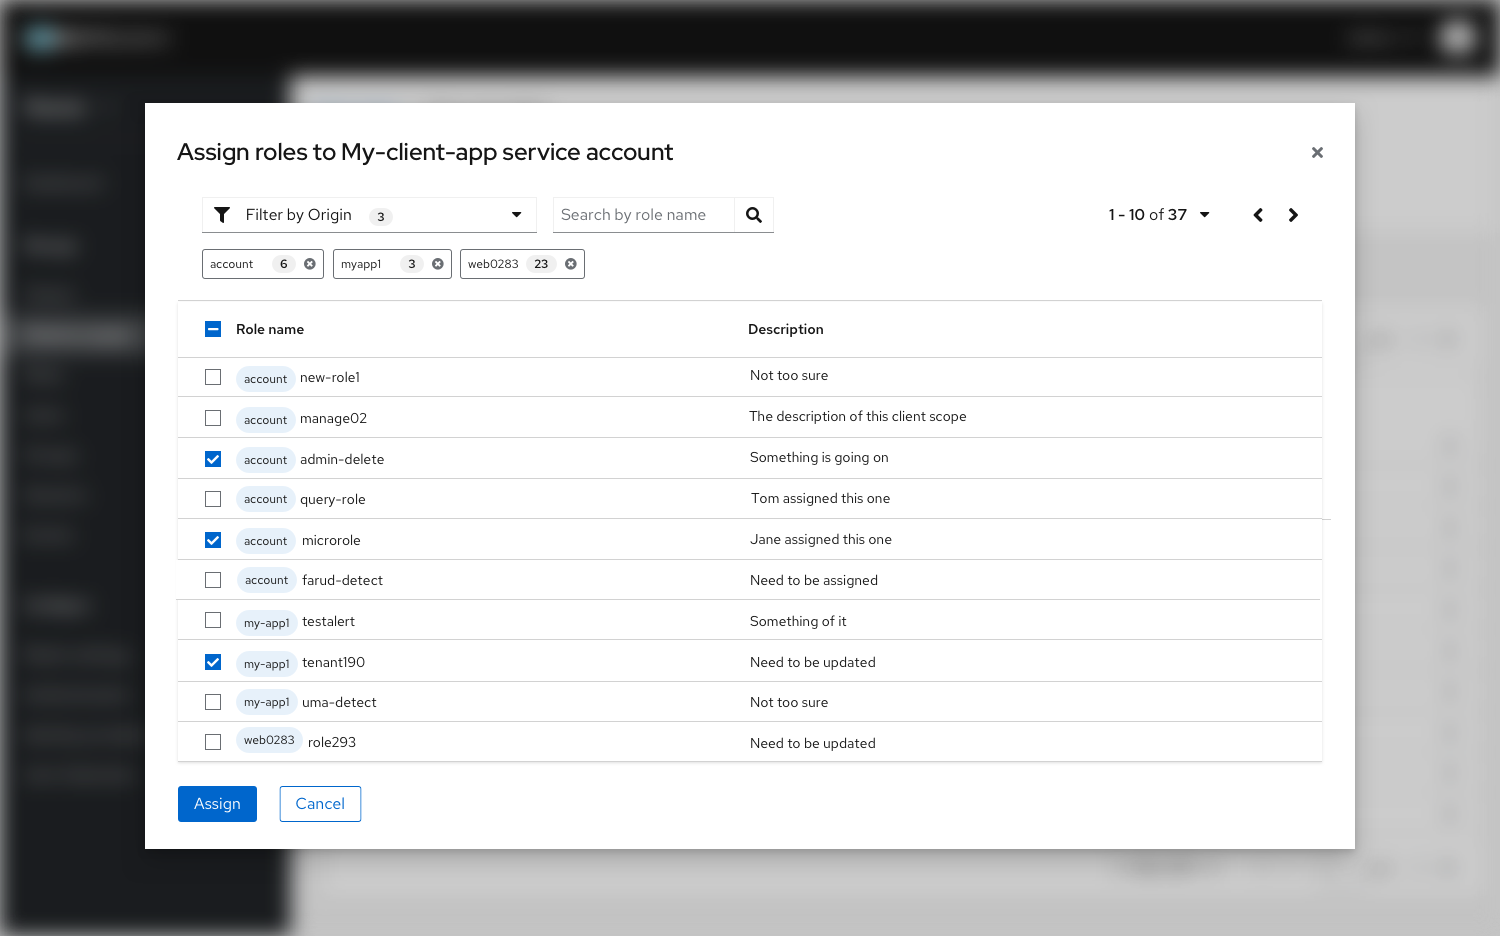 Assign roles to My-client-app service account
Filter by Origin 3 Search by role name 1 - 10 of 37
account 6 myapp1 3 web0283 23
Role name Description
account new-role1 Not too sure
account manage02 The description of this client scope
account admin-delete Something is going on
account query-role Tom assigned this one
account microrole Jane assigned this one
account farud-detect Need to be assigned
my-app1 testalert Something of it
my-app1 tenant190 Need to be updated
my-app1 uma-detect Not too sure
web0283 role293 Need to be updated
Assign Cancel